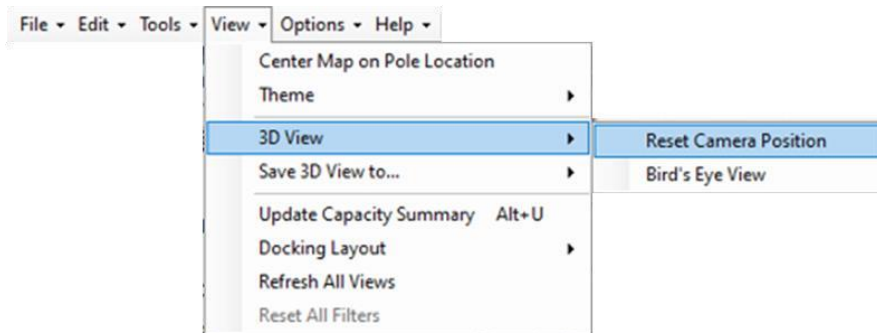 File Edit Tools View Options Help
Center Map on Pole Location
Theme
3D View
Reset Camera Position
Save 3D View to...
Bird's Eye View
Update Capacity Summary Alt+U
Docking Layout
Refresh All Views
Reset All Filters